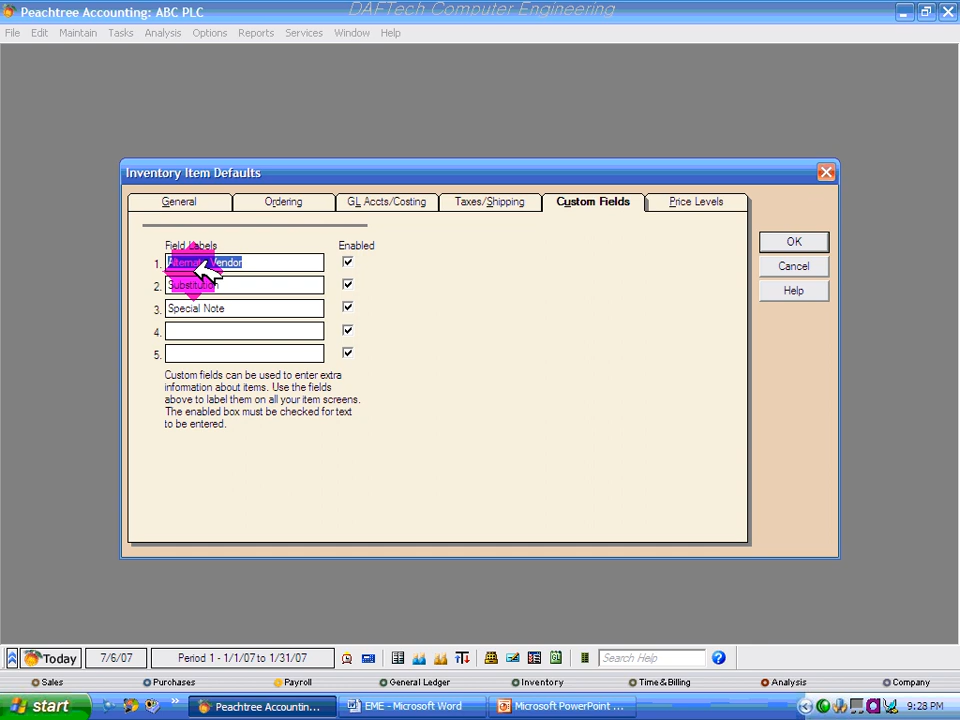 Peachtree Accounting: ABC PLC
DAFTech Computer Engineering
File Edit Maintain Tasks Analysis Options Reports Services Window Help
Inventory Item Defaults
General Ordering GL Accts/Costing Taxes/Shipping Custom Fields Price Levels
Field Labels Enabled
1. Alternate Vendor
2. Substitution
3. Special Note
4.
5.
Custom fields can be used to enter extra
information about items. Use the fields
above to label them on all your item screens.
The enabled box must be checked for text
to be entered.
OK
Cancel
Help
Today 7/6/07 Period 1 - 1/1/07 to 1/31/07 Search Help
Sales Purchases Payroll General Ledger Inventory Time & Billing Analysis Company
start Peachtree Accountin... EME - Microsoft Word Microsoft PowerPoint ... 9:28 PM